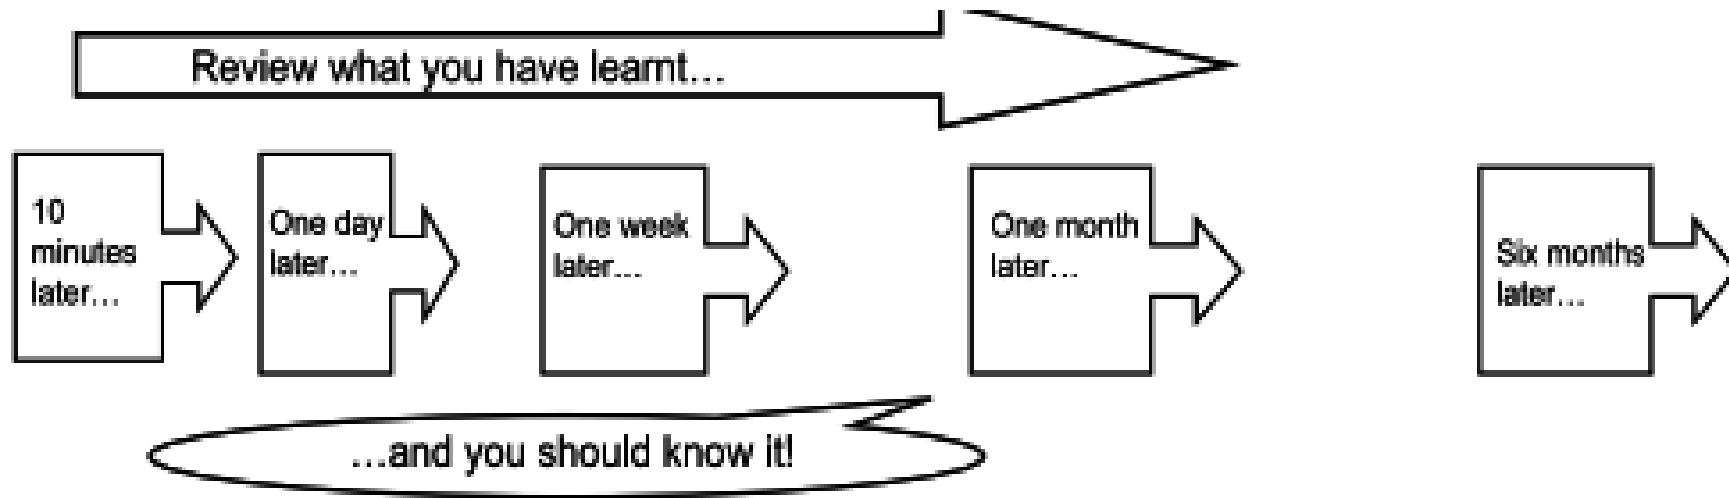 Review what you have learnt...
10
minutes
later...
One day
later...
One week
later...
One month
later...
Six months
later...
...and you should know it!